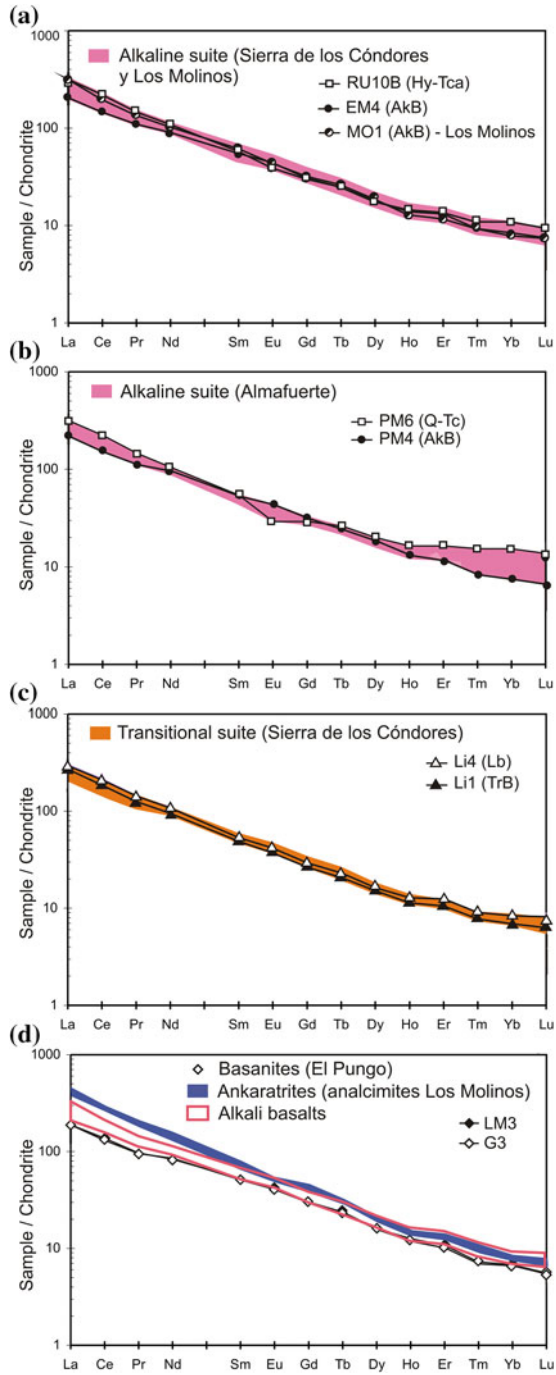 (a)
1000
Alkaline suite (Sierra de los Cóndores
y Los Molinos)
RU10B (Hy-Tca)
EM4 (AkB)
MO1 (AkB) - Los Molinos
100
10
1
Sample / Chondrite
La Ce Pr Nd Sm Eu Gd Tb Dy Ho Er Tm Yb Lu
(b)
1000
Alkaline suite (Almafuerte)
PM6 (Q-Tc)
PM4 (AkB)
100
10
1
Sample / Chondrite
La Ce Pr Nd Sm Eu Gd Tb Dy Ho Er Tm Yb Lu
(c)
1000
Transitional suite (Sierra de los Cóndores)
Li4 (Lb)
Li1 (TrB)
100
10
1
Sample / Chondrite
La Ce Pr Nd Sm Eu Gd Tb Dy Ho Er Tm Yb Lu
(d)
1000
Basanites (El Pungo)
Ankaratrites (analcimites Los Molinos)
Alkali basalts
LM3
G3
100
10
1
Sample / Chondrite
La Ce Pr Nd Sm Eu Gd Tb Dy Ho Er Tm Yb Lu